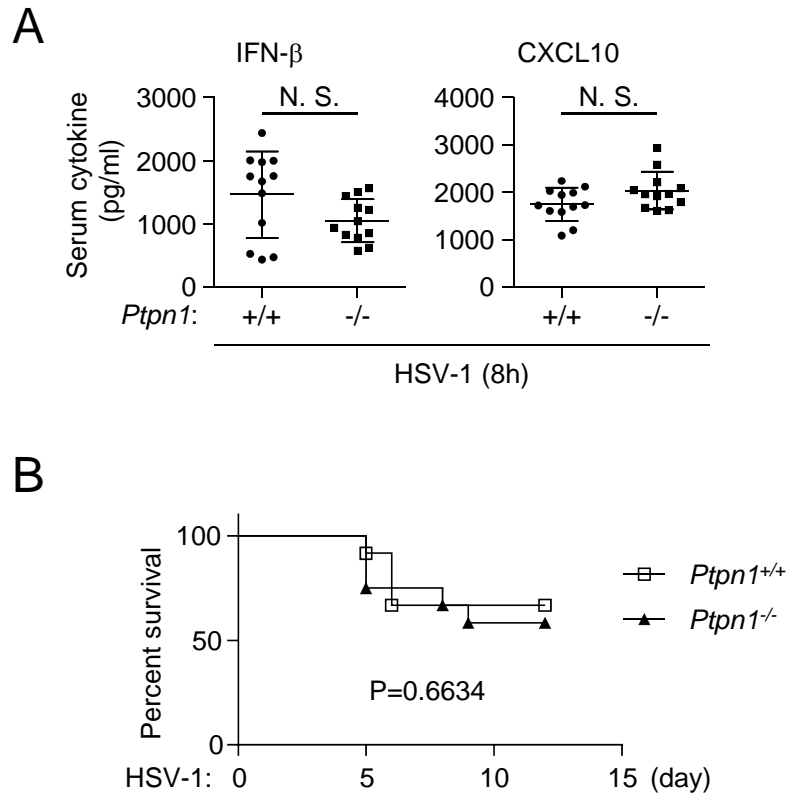 A
IFN-β
CXCL10
Serum cytokine
(pg/ml)
3000
2000
1000
0
N. S.
4000
3000
2000
1000
0
N. S.
Ptpn1: +/+ -/- +/+ -/-
HSV-1 (8h)
B
Percent survival
100
50
0
P=0.6634
Ptpn1+/+
Ptpn1-/-
HSV-1: 0 5 10 15 (day)